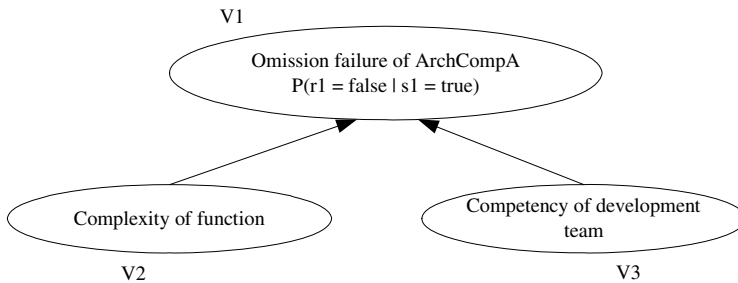 V1
Omission failure of ArchCompA
P(r1 = false | s1 = true)
Complexity of function
Competency of development
team
V2
V3